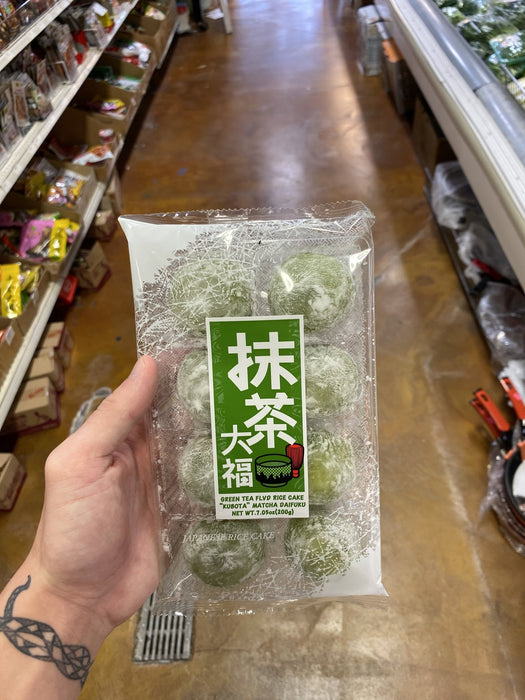 抹茶
大福
GREEN TEA FLVD RICE CAKE
"KUBOTA" MATCHA DAIFUKU
NET WT.7.05oz(200g)
JAPANESE RICE CAKE